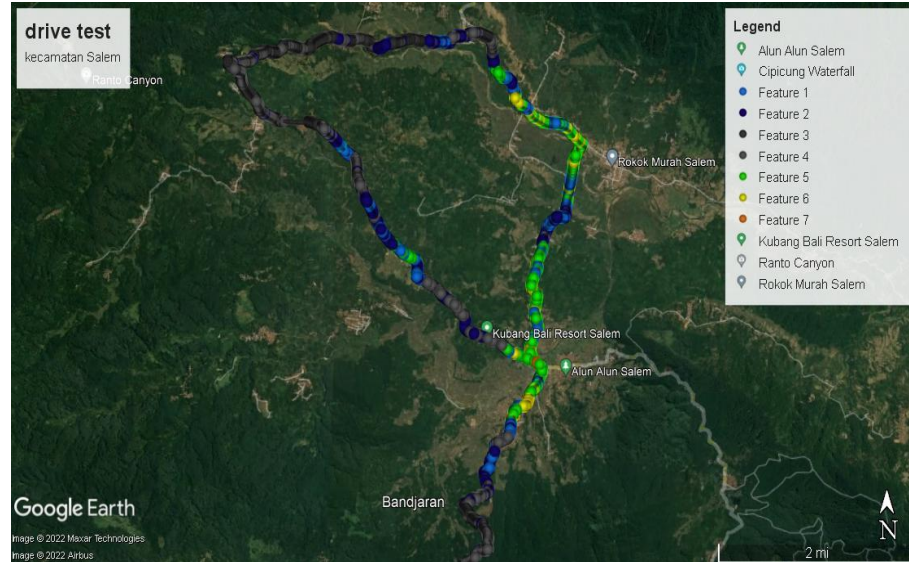 drive test
kecamatan Salem
Ranto Canyon
Rokok Murah Salem
Kubang Bali Resort Salem
Alun Alun Salem
Bandjaran
Legend
Alun Alun Salem
Cipicung Waterfall
Feature 1
Feature 2
Feature 3
Feature 4
Feature 5
Feature 6
Feature 7
Kubang Bali Resort Salem
Ranto Canyon
Rokok Murah Salem
Google Earth
Image © 2022 Maxar Technologies
Image © 2022 Airbus
N
2 mi